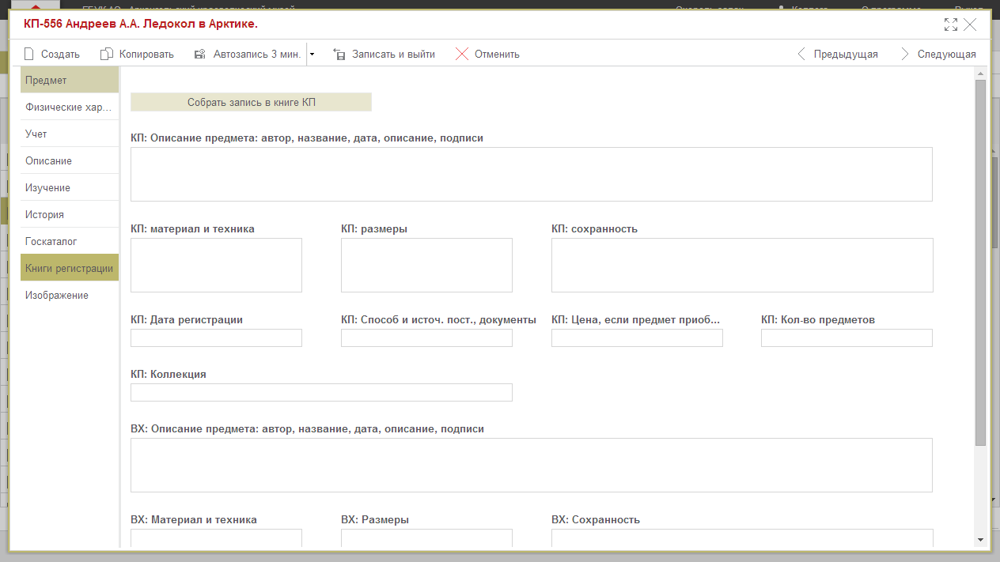 КП-556 Андреев А.А. Ледокол в Арктике.
Создать Копировать Автозапись 3 мин. Записать и выйти Отменить Предыдущая Следующая
Предмет
Физические хар...
Учет
Описание
Изучение
История
Госкаталог
Книги регистрации
Изображение
Собрать запись в книге КП
КП: Описание предмета: автор, название, дата, описание, подписи
КП: материал и техника КП: размеры КП: сохранность
КП: Дата регистрации КП: Способ и источ. пост., документы КП: Цена, если предмет приоб... КП: Кол-во предметов
КП: Коллекция
ВХ: Описание предмета: автор, название, дата, описание, подписи
ВХ: Материал и техника ВХ: Размеры ВХ: Сохранность